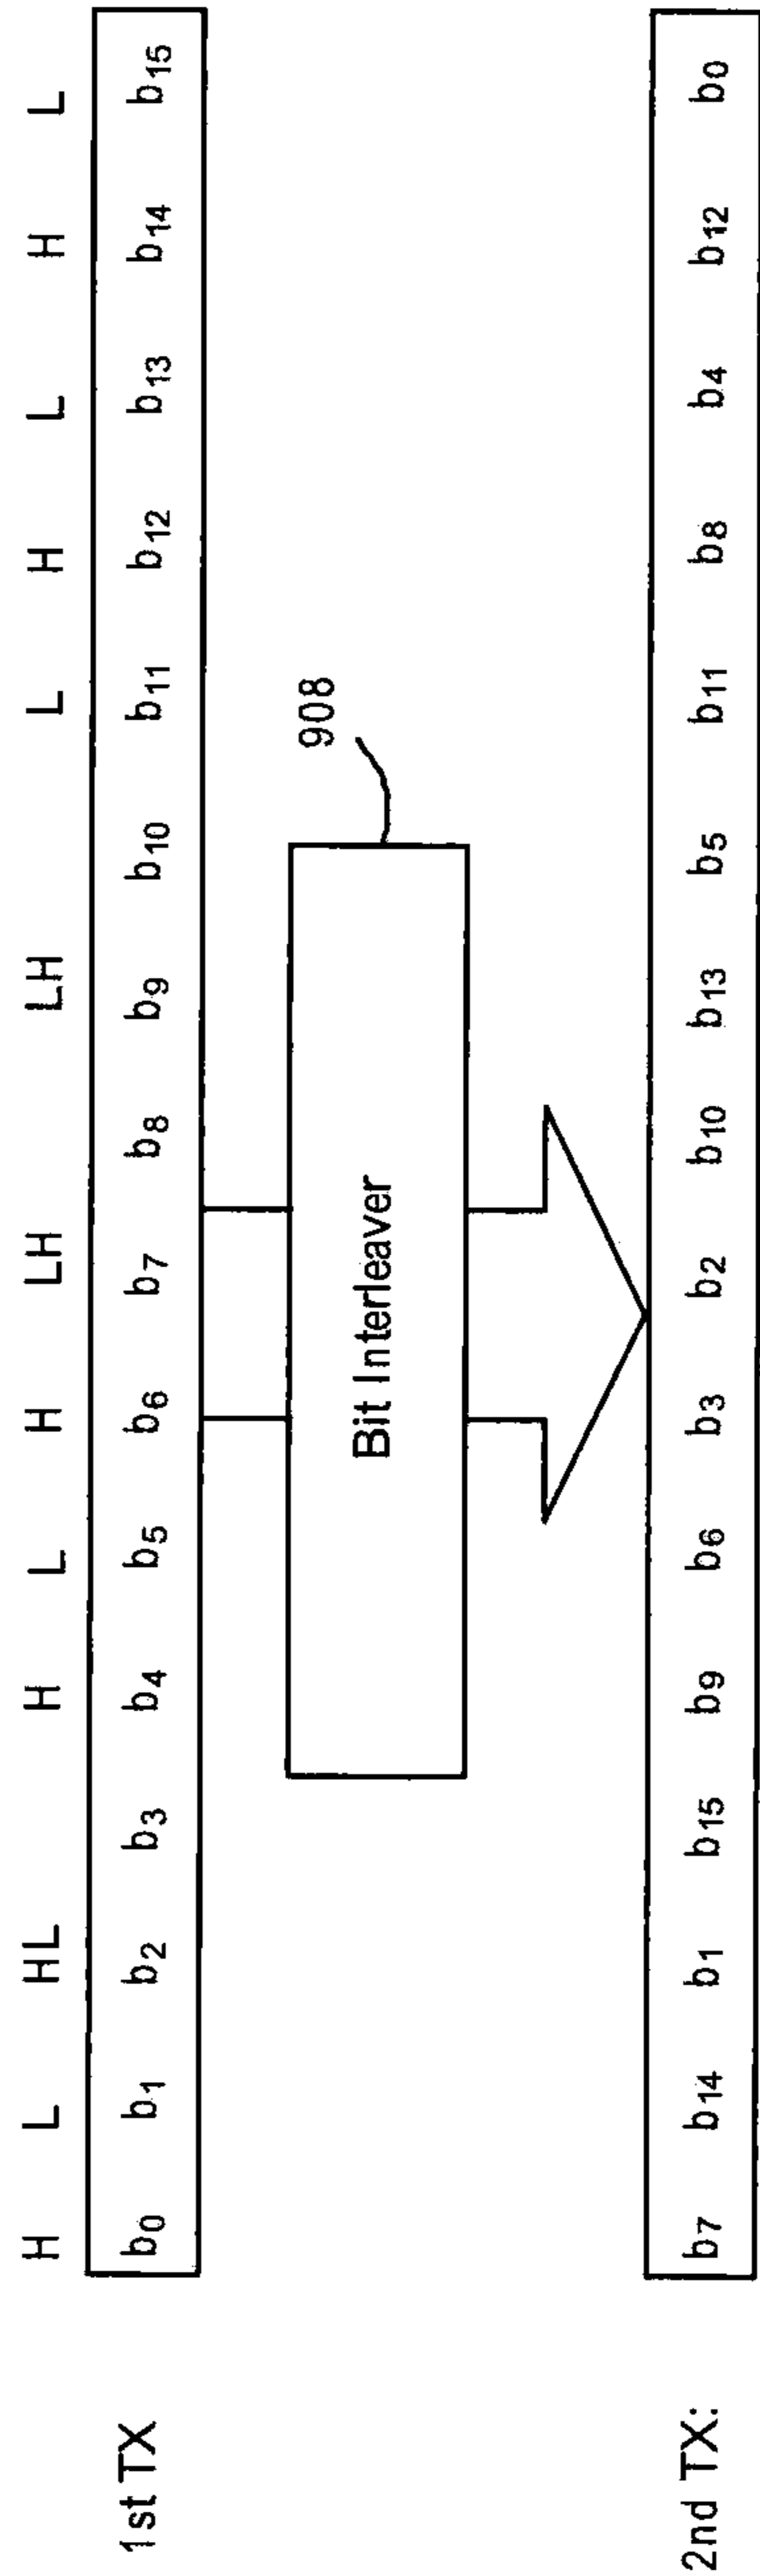 H L HL H L H LH LH L H L H L
1st TX b0 b1 b2 b3 b4 b5 b6 b7 b8 b9 b10 b11 b12 b13 b14 b15
908
Bit Interleaver
2nd TX: b7 b14 b1 b15 b9 b6 b3 b2 b10 b13 b5 b11 b8 b4 b12 b0